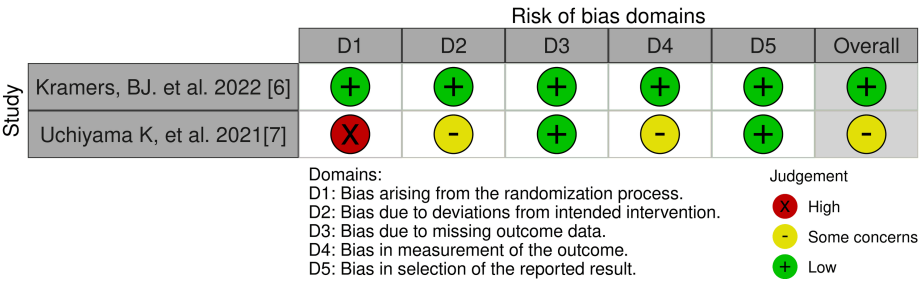 Risk of bias domains
D1 D2 D3 D4 D5 Overall
Study
Kramers, BJ. et al. 2022 [6] + + + + + +
Uchiyama K, et al. 2021[7] X - + - + -
Domains:
D1: Bias arising from the randomization process.
D2: Bias due to deviations from intended intervention.
D3: Bias due to missing outcome data.
D4: Bias in measurement of the outcome.
D5: Bias in selection of the reported result.
Judgement
X High
- Some concerns
+ Low